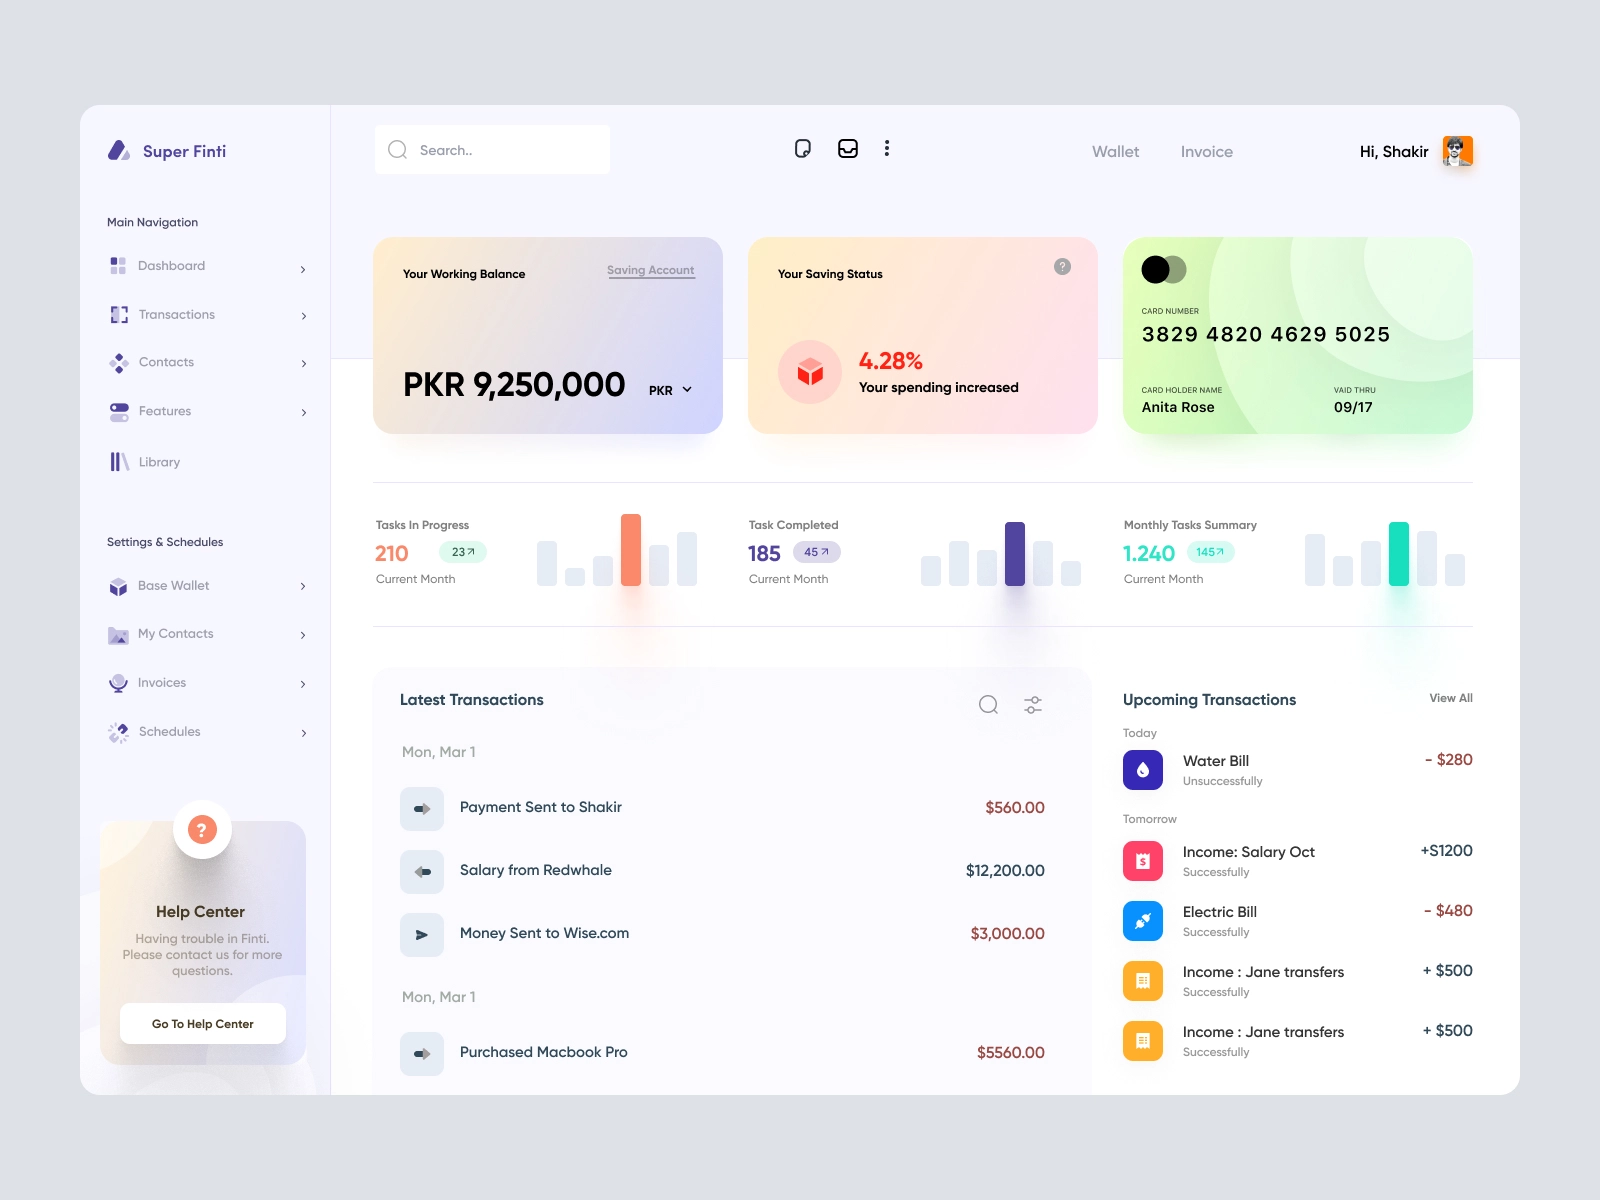 Super Finti
Search..
Wallet
Invoice
Hi, Shakir
Main Navigation
Dashboard
Transactions
Contacts
Features
Library
Settings & Schedules
Base Wallet
My Contacts
Invoices
Schedules
?
Help Center
Having trouble in Finti.
Please contact us for more
questions.
Go To Help Center
Your Working Balance
Saving Account
PKR 9,250,000
PKR
Your Saving Status
?
4.28%
Your spending increased
CARD NUMBER
3829 4820 4629 5025
CARD HOLDER NAME
Anita Rose
VAID THRU
09/17
Tasks In Progress
210
23
Current Month
Task Completed
185
45
Current Month
Monthly Tasks Summary
1.240
145
Current Month
Latest Transactions
Mon, Mar 1
Payment Sent to Shakir
$560.00
Salary from Redwhale
$12,200.00
Money Sent to Wise.com
$3,000.00
Mon, Mar 1
Purchased Macbook Pro
$5560.00
Upcoming Transactions
View All
Today
Water Bill
- $280
Unsuccessfully
Tomorrow
$
Income: Salary Oct
+S1200
Successfully
Electric Bill
- $480
Successfully
Income : Jane transfers
+ $500
Successfully
Income : Jane transfers
+ $500
Successfully